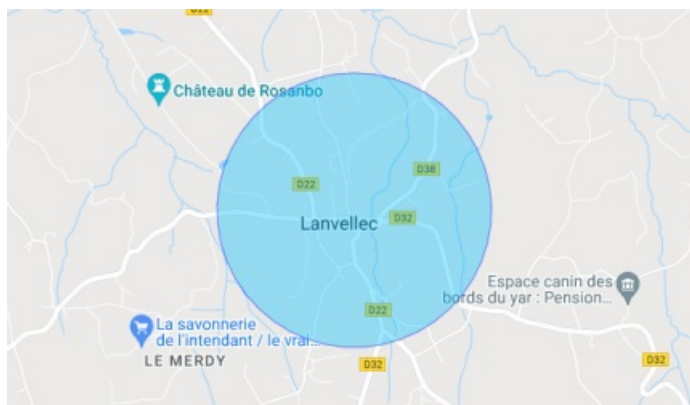 D22
Château de Rosanbo
D38
D22
D32
Lanvellec
Espace canin des
bords du yar : Pension...
D22
La savonnerie
de l'intendant / le vrai...
LE MERDY
D32
D32